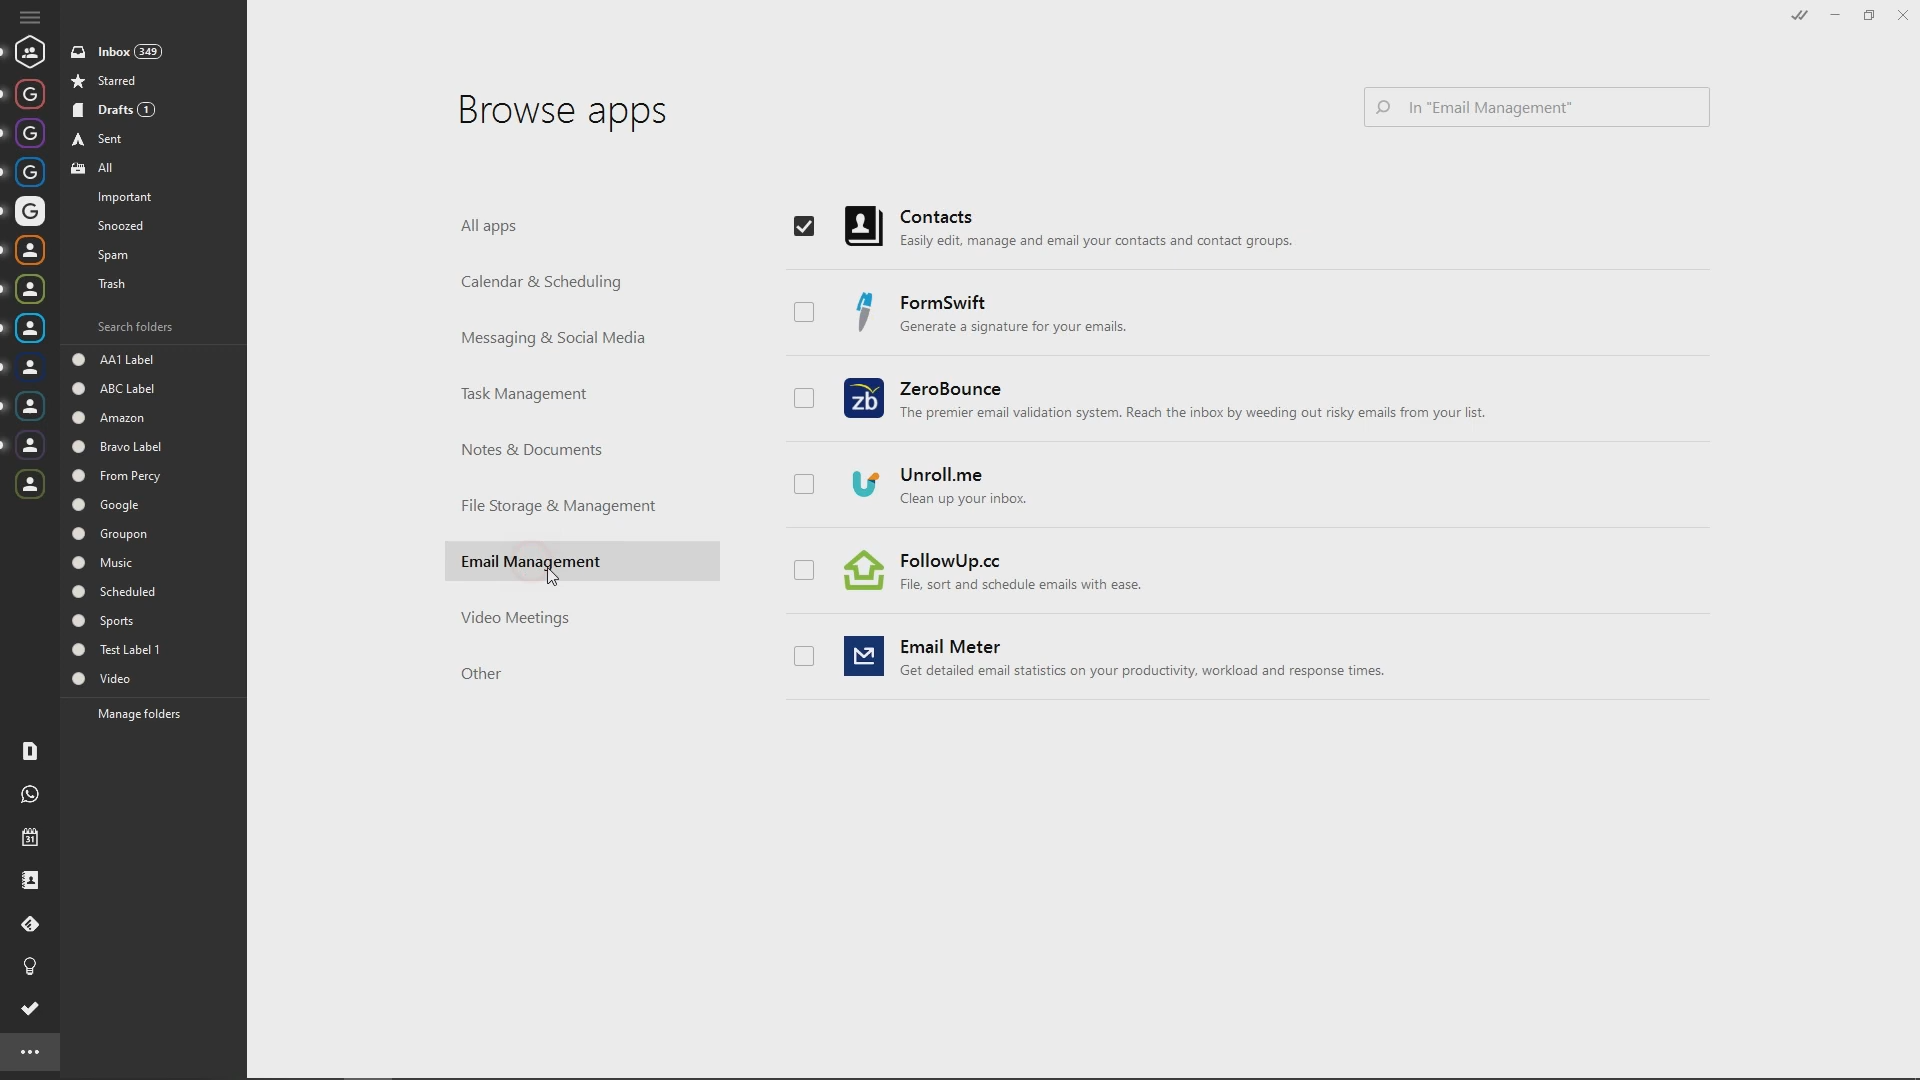 Inbox 349
Starred
Drafts 1
Sent
All
Important
Snoozed
Spam
Trash
Search folders
AA1 Label
ABC Label
Amazon
Bravo Label
From Percy
Google
Groupon
Music
Scheduled
Sports
Test Label 1
Video
Manage folders
G
G
G
G
31
Browse apps
In "Email Management"
All apps
Calendar & Scheduling
Messaging & Social Media
Task Management
Notes & Documents
File Storage & Management
Email Management
Video Meetings
Other
Contacts
Easily edit, manage and email your contacts and contact groups.
FormSwift
Generate a signature for your emails.
zb
ZeroBounce
The premier email validation system. Reach the inbox by weeding out risky emails from your list.
Unroll.me
Clean up your inbox.
FollowUp.cc
File, sort and schedule emails with ease.
Email Meter
Get detailed email statistics on your productivity, workload and response times.